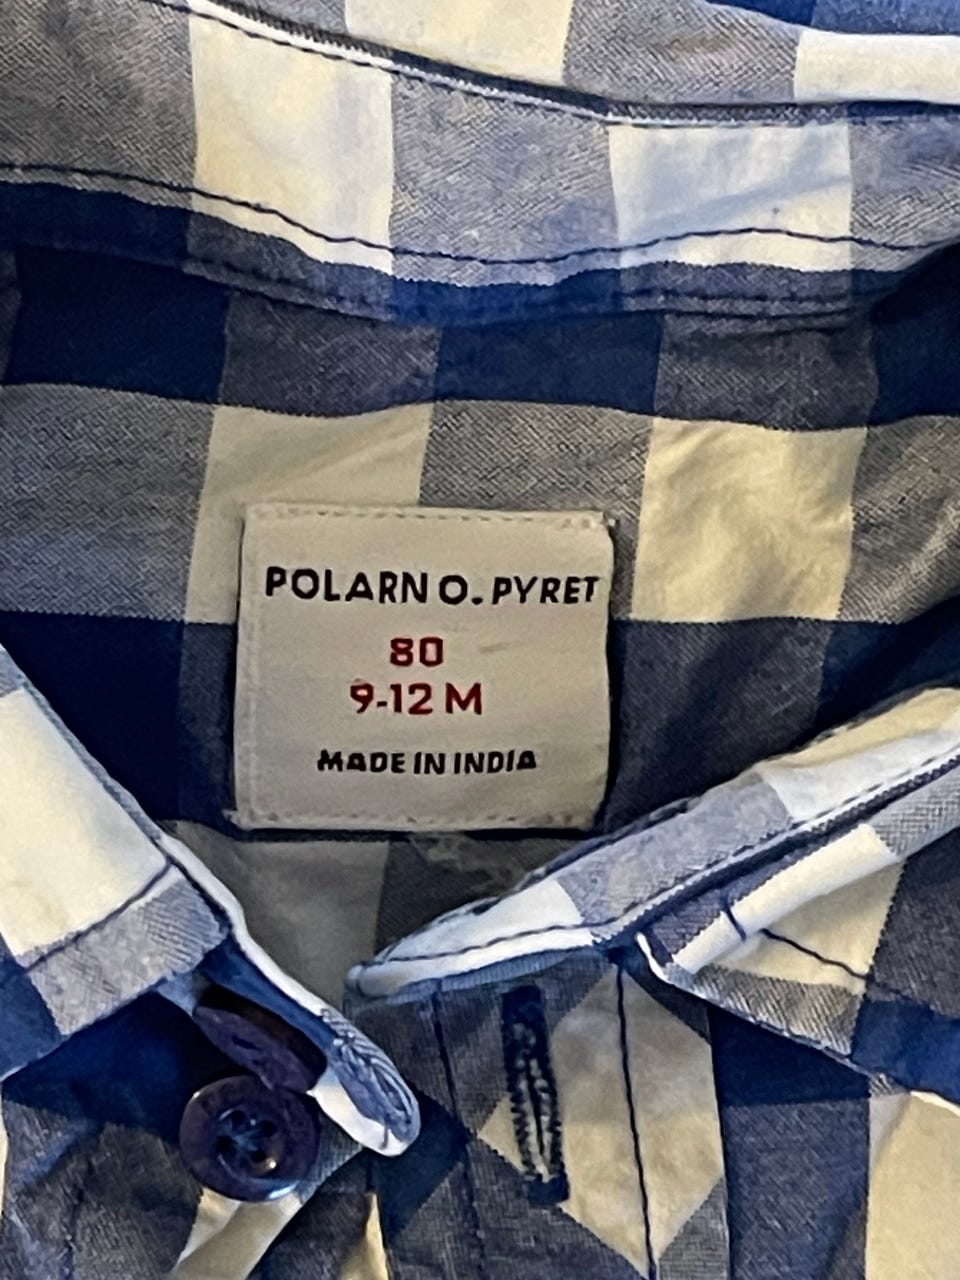 POLARN O. PYRET
80
9-12 M
MADE IN INDIA